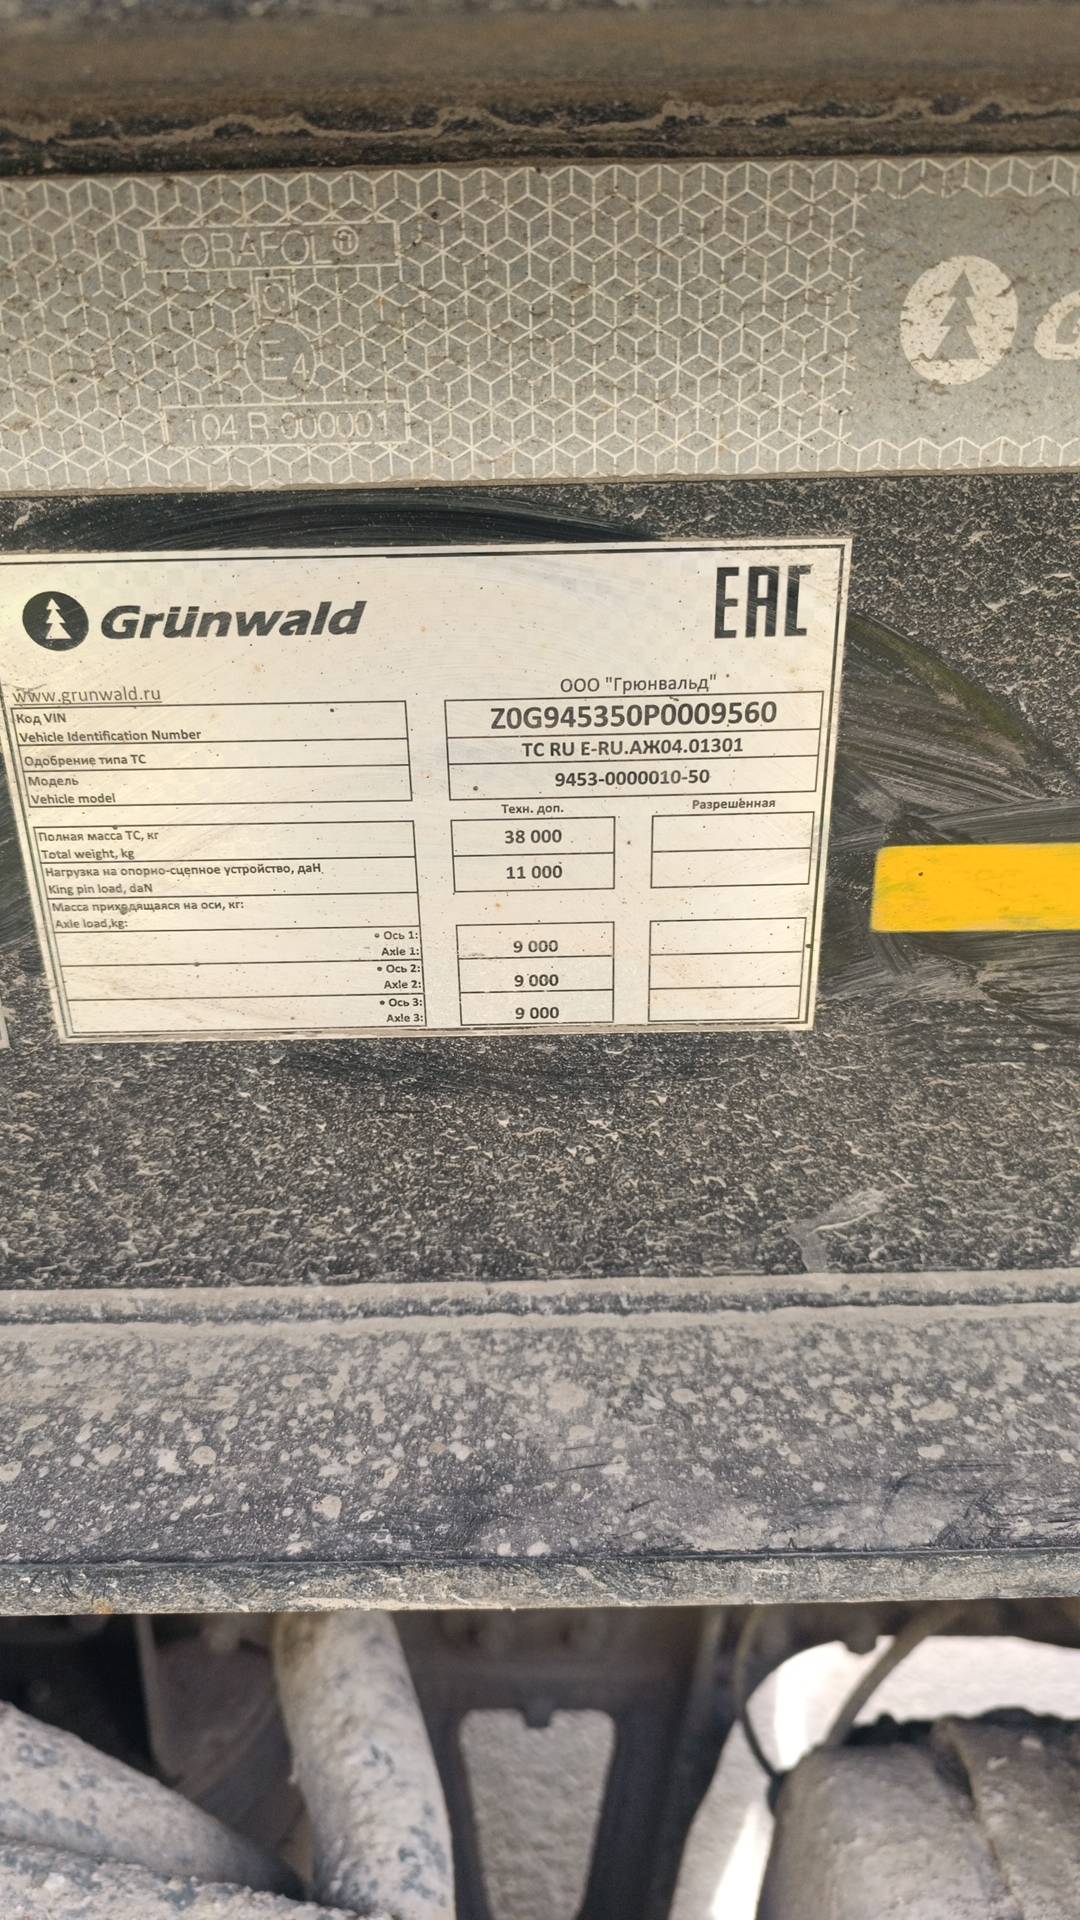 ORAFOL®
C
E4
104 R-000001
G
Grünwald
EAC
www.grunwald.ru
ООО "Грюнвальд"
Код VIN
Vehicle Identification Number
Z0G945350P0009560
Одобрение типа ТС
ТС RU E-RU.АЖ04.01301
Модель
Vehicle model
9453-0000010-50
Техн. доп.
Разрешённая
Полная масса ТС, кг
Total weight, kg
38 000
Нагрузка на опорно-сцепное устройство, даН
King pin load, daN
11 000
Масса приходящаяся на оси, кг:
Axle load,kg:
• Ось 1:
Axle 1:
9 000
• Ось 2:
Axle 2:
9 000
• Ось 3:
Axle 3:
9 000